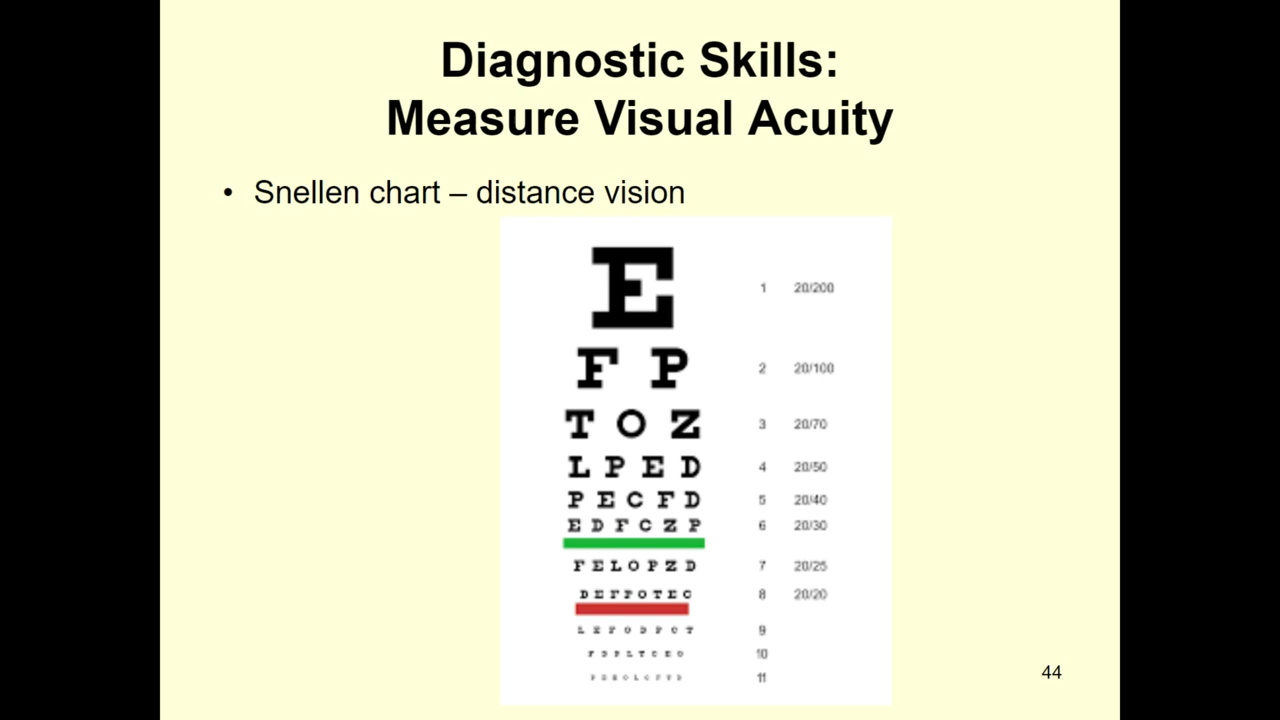 Diagnostic Skills:
Measure Visual Acuity
• Snellen chart – distance vision
E 1 20/200
F P 2 20/100
T O Z 3 20/70
L P E D 4 20/50
P E C F D 5 20/40
E D F C Z P 6 20/30
F E L O P Z D 7 20/25
D E F P O T E C 8 20/20
9
10
11
44